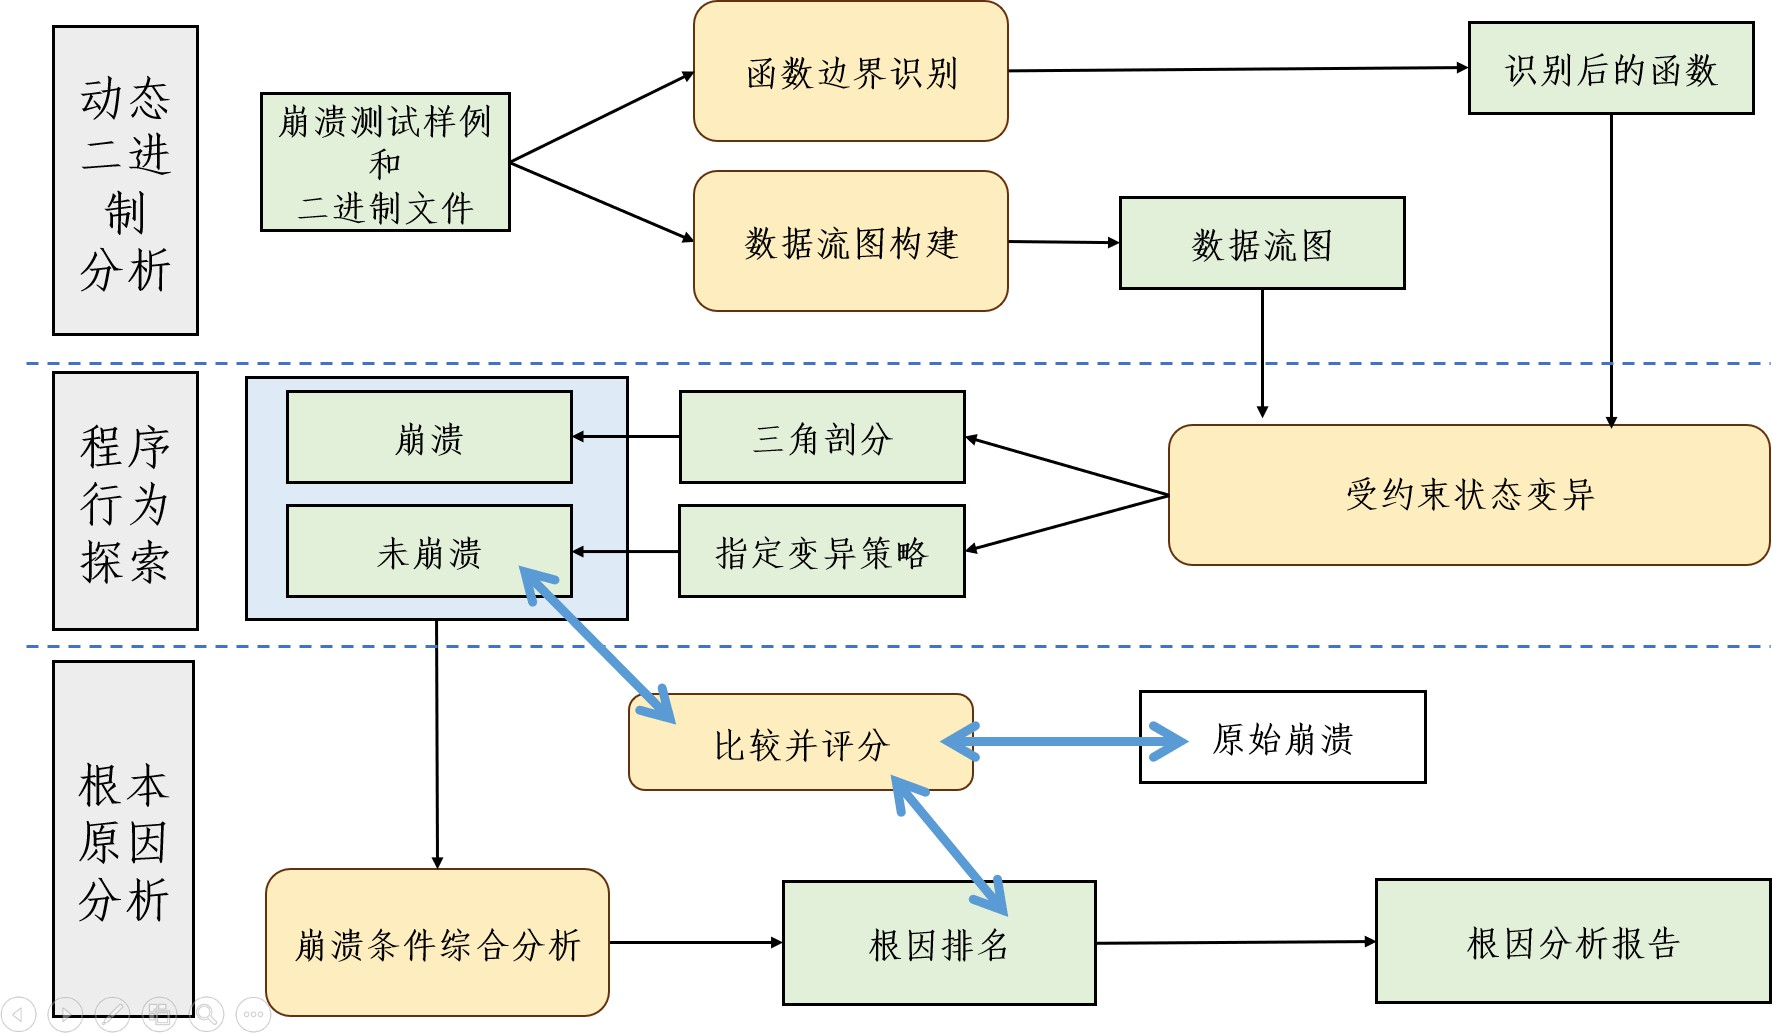 动态
二进
制
分析
崩溃测试样例
和
二进制文件
函数边界识别
识别后的函数
数据流图构建
数据流图
程序
行为
探索
崩溃
三角剖分
未崩溃
指定变异策略
受约束状态变异
根本
原因
分析
比较并评分
原始崩溃
崩溃条件综合分析
根因排名
根因分析报告